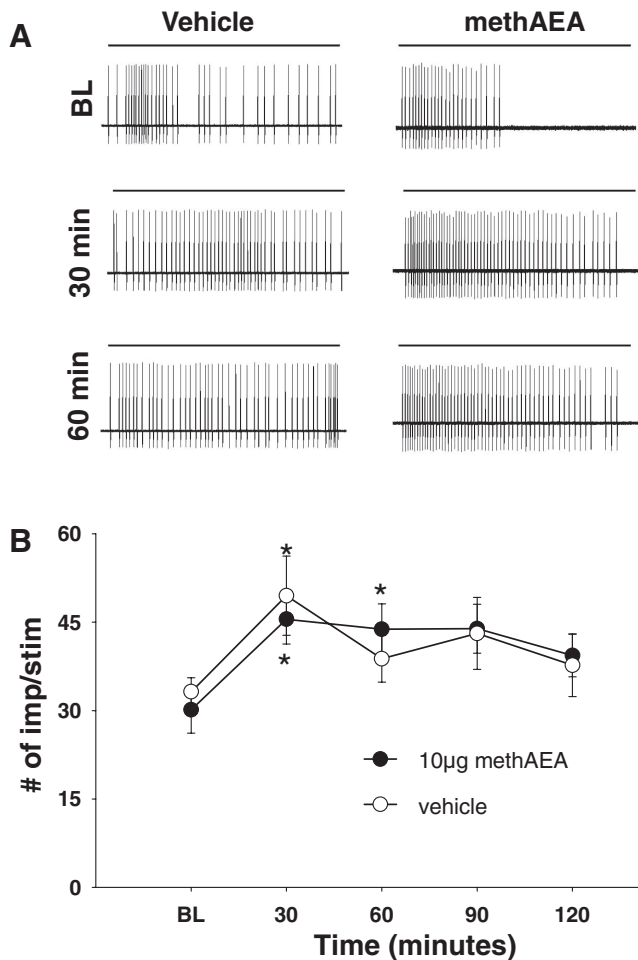 A
Vehicle
methAEA
BL
30 min
60 min
B
# of imp/stim
60
45
30
15
0
*
*
*
10µg methAEA
vehicle
BL 30 60 90 120
Time (minutes)